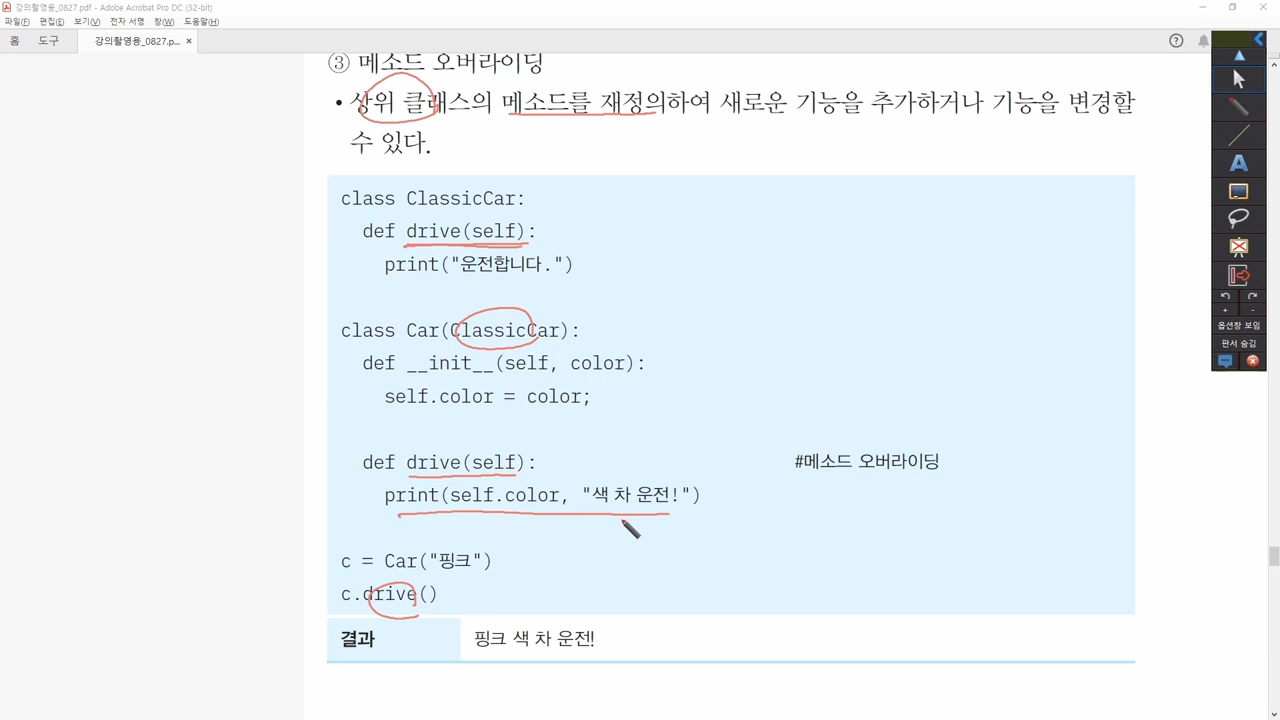 강의촬영용_0827.pdf - Adobe Acrobat Pro DC (32-bit)
파일(F) 편집(E) 보기(V) 전자 서명 창(W) 도움말(H)
홈 도구 강의촬영용_0827.p... ×
③ 메소드 오버라이딩
• 상위 클래스의 메소드를 재정의하여 새로운 기능을 추가하거나 기능을 변경할
수 있다.
class ClassicCar:
def drive(self):
print("운전합니다.")
class Car(ClassicCar):
def __init__(self, color):
self.color = color;
def drive(self): #메소드 오버라이딩
print(self.color, "색 차 운전!")
c = Car("핑크")
c.drive()
결과 핑크 색 차 운전!
옵션창 보임
판서 숨김